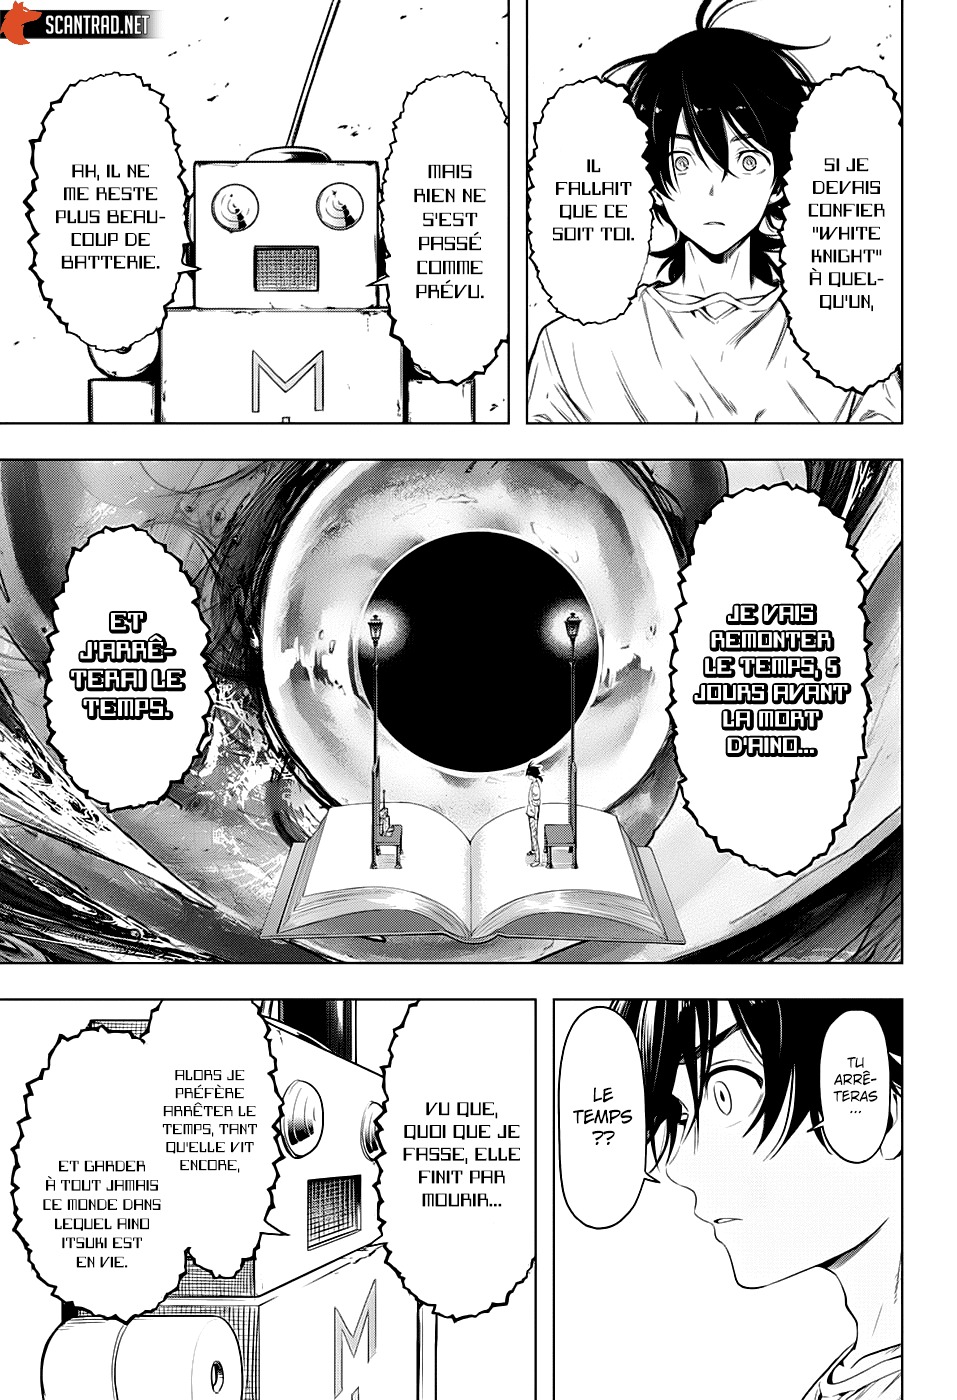 SCANTRAD.NET
SI JE
DEVAIS
CONFIER
"WHITE
KNIGHT"
À QUEL-
QU'UN,
IL
FALLAIT
QUE CE
SOIT TOI.
MAIS
RIEN NE
S'EST
PASSÉ
COMME
PRÉVU.
AH, IL NE
ME RESTE
PLUS BEAU-
COUP DE
BATTERIE.
M
JE VAIS
REMONTER
LE TEMPS, 5
JOURS AVANT
LA MORT
D'AINO...
ET
J'ARRÊ-
TERAI LE
TEMPS.
TU
ARRÊ-
TERAS
...
LE
TEMPS
??
VU QUE,
QUOI QUE JE
FASSE, ELLE
FINIT PAR
MOURIR...
ALORS JE
PRÉFÈRE
ARRÊTER LE
TEMPS, TANT
QU'ELLE VIT
ENCORE,
ET GARDER
À TOUT JAMAIS
CE MONDE DANS
LEQUEL AINO
ITSUKI EST
EN VIE.
M